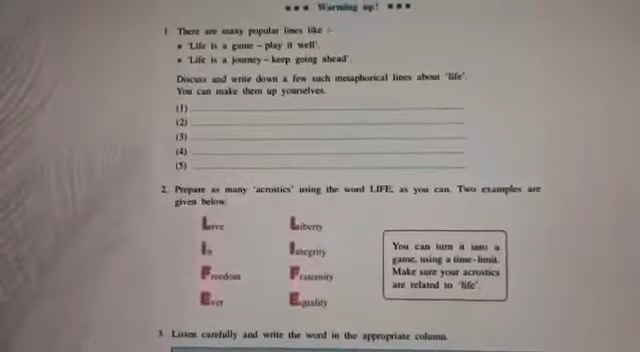 *** Warming up! ***
1. There are many popular lines like :-
• 'Life is a game – play it well'.
• 'Life is a journey – keep going ahead'.
Discuss and write down a few such metaphorical lines about 'life'.
You can make them up yourselves.
(1)
(2)
(3)
(4)
(5)
2. Prepare as many 'acrostics' using the word LIFE, as you can. Two examples are
given below.
Love Liberty
In Integrity
Freedom Fraternity
Ever Equality
You can turn it into a
game, using a time-limit.
Make sure your acrostics
are related to 'life'.
3. Listen carefully and write the word in the appropriate column.